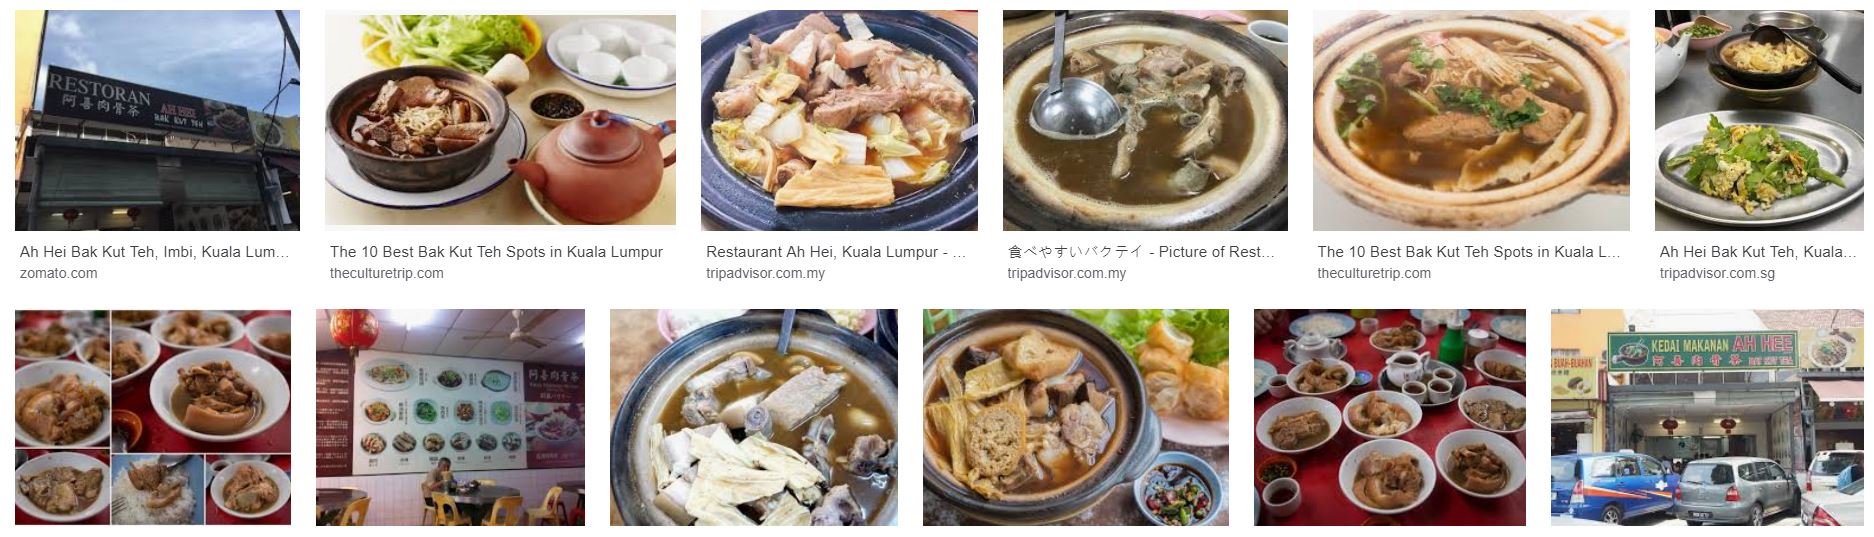 RESTORAN
阿喜肉骨茶
AH HEI
BAK KUT TEH
Ah Hei Bak Kut Teh, Imbi, Kuala Lum...
zomato.com
The 10 Best Bak Kut Teh Spots in Kuala Lumpur
theculturetrip.com
Restaurant Ah Hei, Kuala Lumpur - ...
tripadvisor.com.my
食べやすいバクテイ - Picture of Rest...
tripadvisor.com.my
The 10 Best Bak Kut Teh Spots in Kuala L...
theculturetrip.com
Ah Hei Bak Kut Teh, Kuala...
tripadvisor.com.sg
阿喜肉骨茶
KEDAI MAKANAN AH HEE
阿喜肉骨茶 BAK KUT TEH
BUAH-BUAHAN